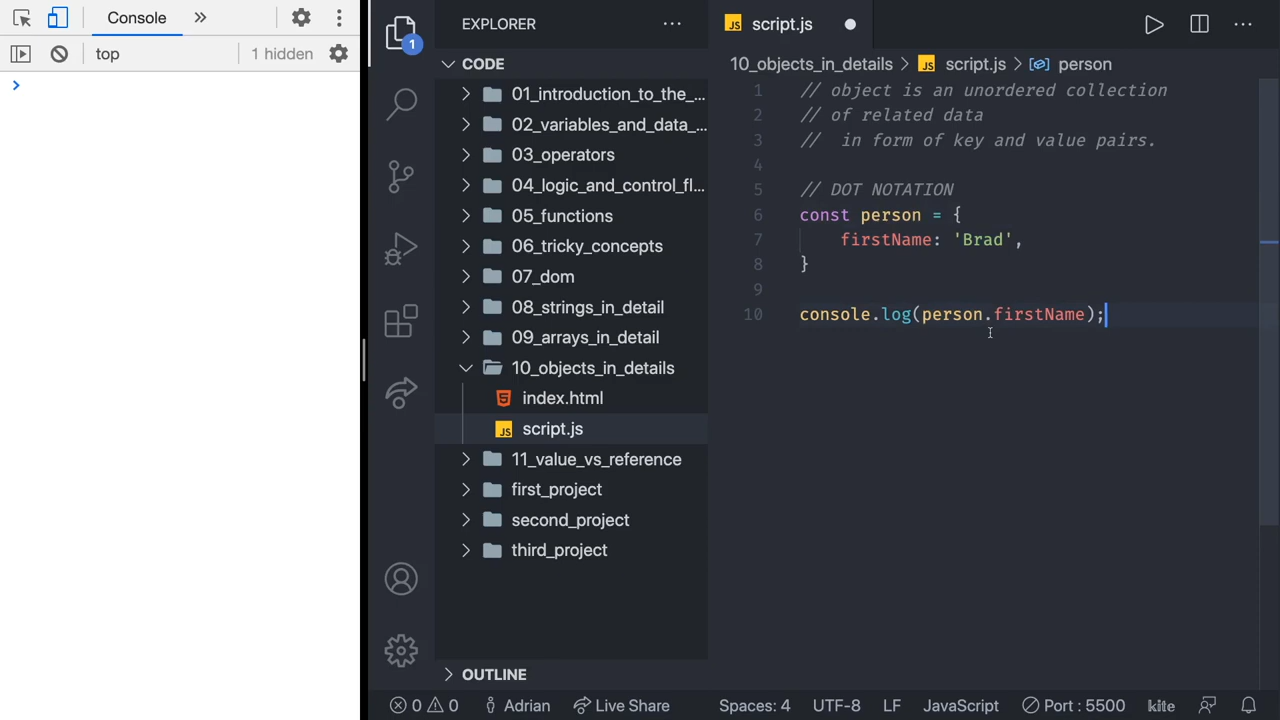 Console
top
1 hidden
>
1
EXPLORER
CODE
01_introduction_to_the_...
02_variables_and_data_...
03_operators
04_logic_and_control_fl...
05_functions
06_tricky_concepts
07_dom
08_strings_in_detail
09_arrays_in_detail
10_objects_in_details
index.html
JS script.js
11_value_vs_reference
first_project
second_project
third_project
OUTLINE
JS script.js
10_objects_in_details > JS script.js > person
1 // object is an unordered collection
2 // of related data
3 //  in form of key and value pairs.
4
5 // DOT NOTATION
6 const person = {
7     firstName: 'Brad',
8 }
9
10 console.log(person.firstName);
0 0 Adrian Live Share Spaces: 4 UTF-8 LF JavaScript Port : 5500 kite